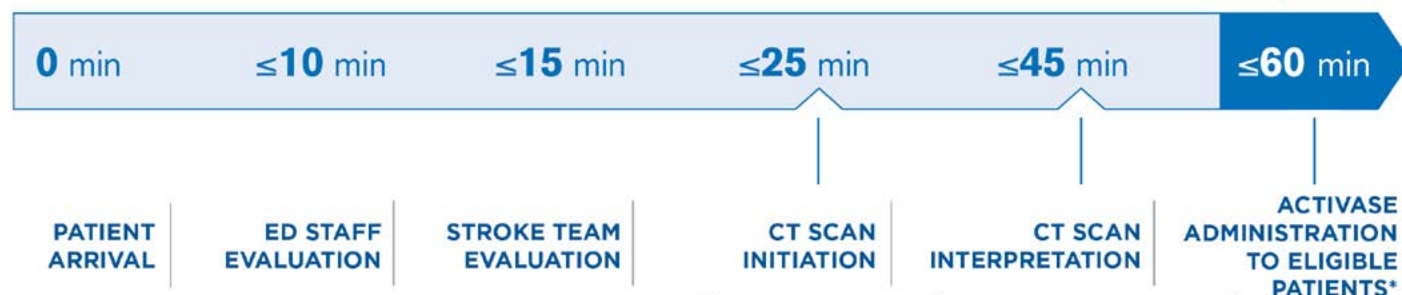 0 min ≤10 min ≤15 min ≤25 min ≤45 min ≤60 min
PATIENT
ARRIVAL
ED STAFF
EVALUATION
STROKE TEAM
EVALUATION
CT SCAN
INITIATION
CT SCAN
INTERPRETATION
ACTIVASE
ADMINISTRATION
TO ELIGIBLE
PATIENTS*